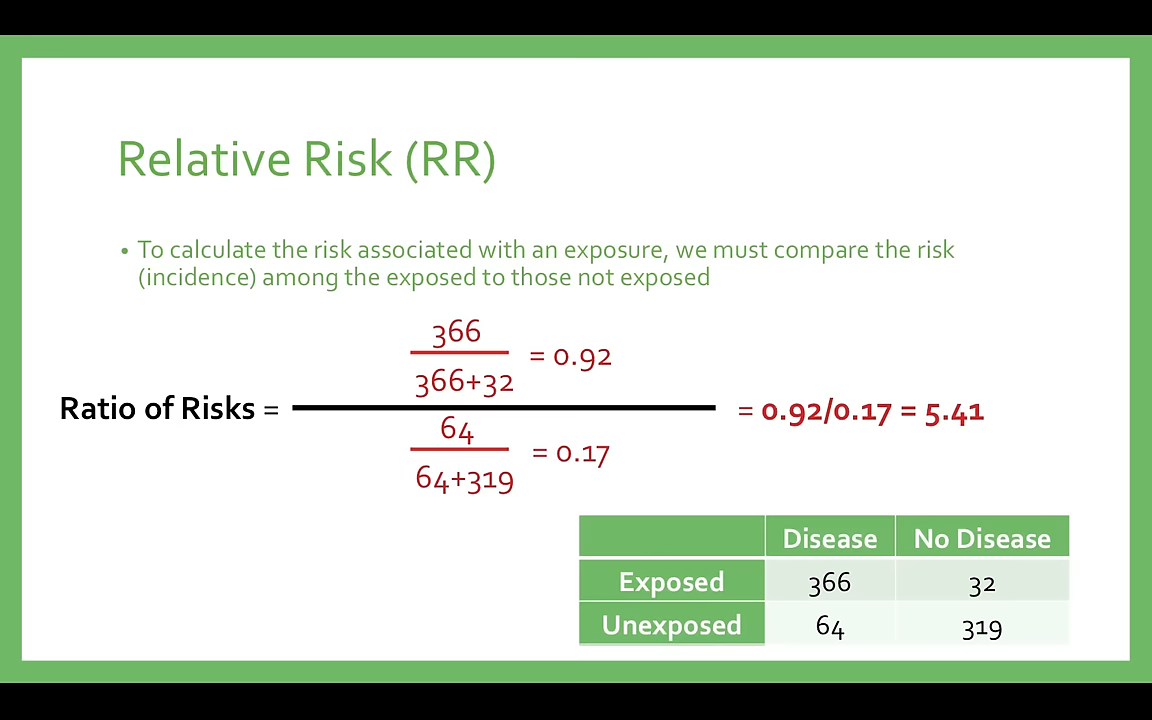 Relative Risk (RR)
• To calculate the risk associated with an exposure, we must compare the risk
(incidence) among the exposed to those not exposed
366
= 0.92
366+32
Ratio of Risks =
= 0.92/0.17 = 5.41
64
= 0.17
64+319
Disease No Disease
Exposed 366 32
Unexposed 64 319